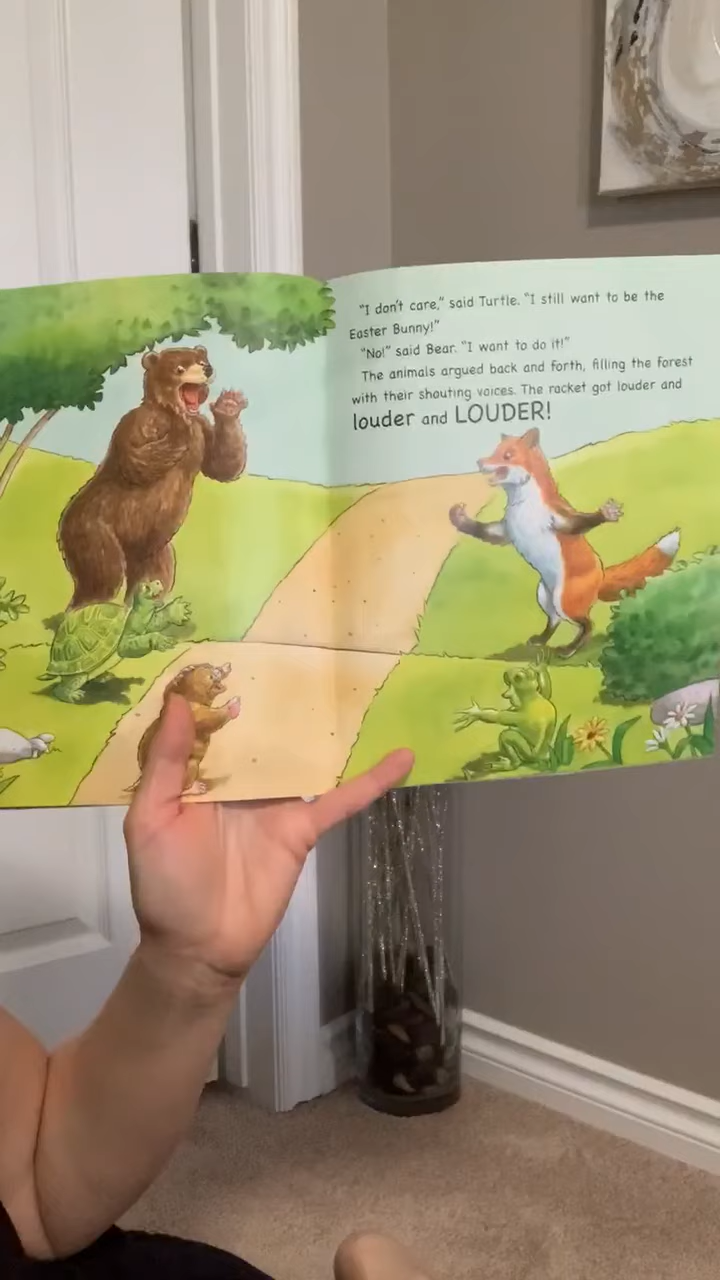 "I don't care," said Turtle. "I still want to be the
Easter Bunny!"
"No!" said Bear. "I want to do it!"
The animals argued back and forth, filling the forest
with their shouting voices. The racket got louder and
louder and LOUDER!